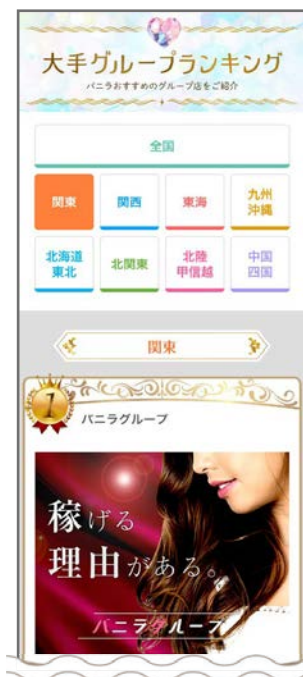 大手グループランキング
バニラおすすめのグループ店をご紹介
全国
関東
関西
東海
九州
沖縄
北海道
東北
北関東
北陸
甲信越
中国
四国
関東
1
バニラグループ
稼げる
理由がある。
バニラグループ